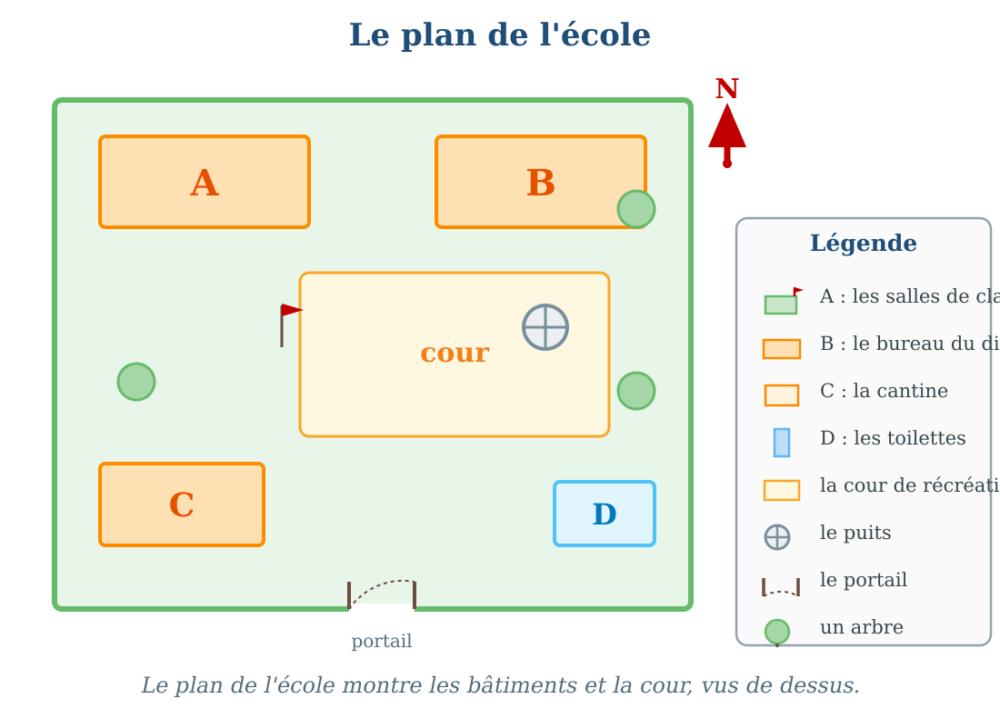 Le plan de l'école
N
A
B
cour
C
D
portail
Légende
A : les salles de cla
B : le bureau du di
C : la cantine
D : les toilettes
la cour de récréati
le puits
le portail
un arbre
Le plan de l'école montre les bâtiments et la cour, vus de dessus.